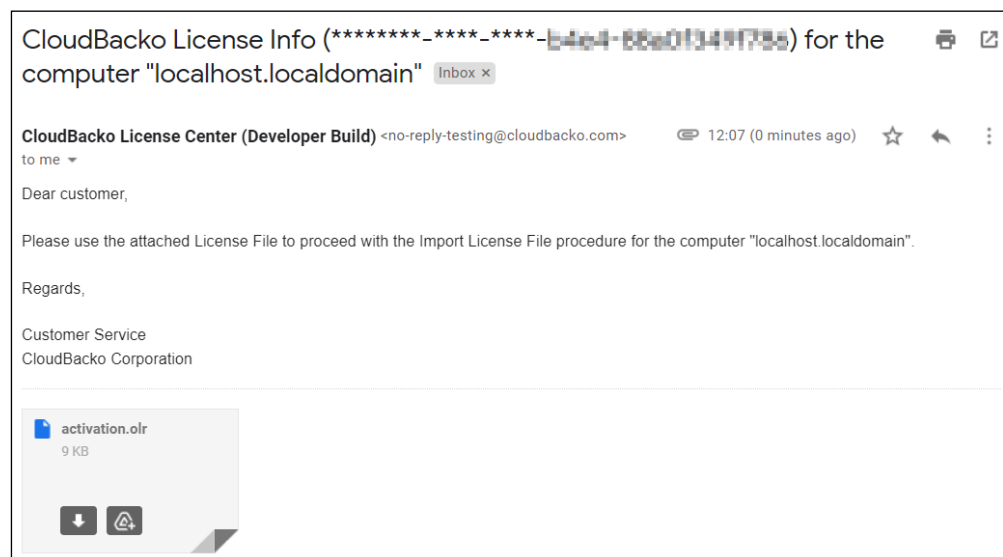 CloudBacko License Info (********-****-****-) for the
computer "localhost.localdomain" Inbox ×
CloudBacko License Center (Developer Build) <no-reply-testing@cloudbacko.com> 12:07 (0 minutes ago)
to me
Dear customer,
Please use the attached License File to proceed with the Import License File procedure for the computer "localhost.localdomain".
Regards,
Customer Service
CloudBacko Corporation
activation.olr
9 KB